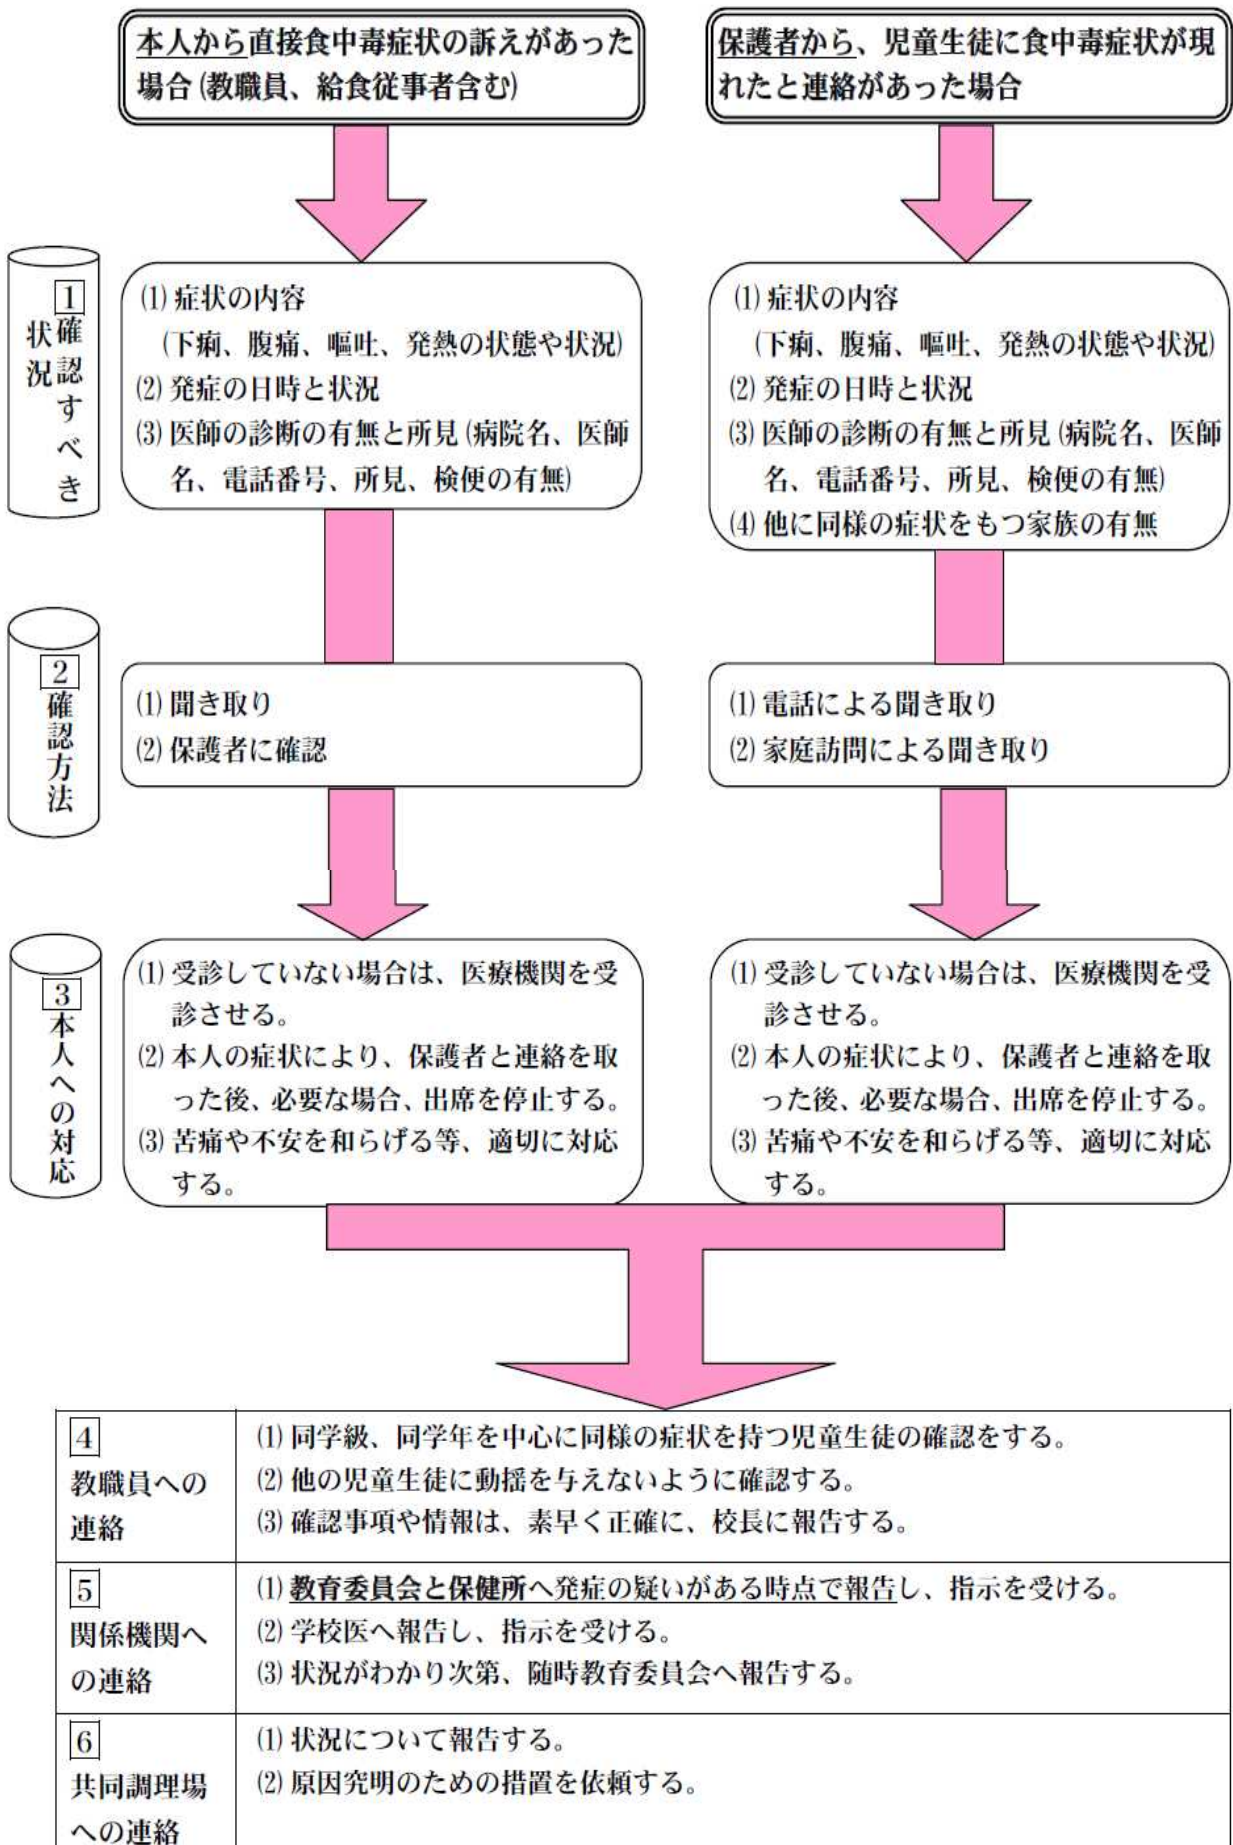 本人から直接食中毒症状の訴えがあった
場合(教職員、給食従事者含む)
保護者から、児童生徒に食中毒症状が現
れたと連絡があった場合
1確認すべき
状況
(1) 症状の内容
(下痢、腹痛、嘔吐、発熱の状態や状況)
(2) 発症の日時と状況
(3) 医師の診断の有無と所見(病院名、医師
名、電話番号、所見、検便の有無)
(1) 症状の内容
(下痢、腹痛、嘔吐、発熱の状態や状況)
(2) 発症の日時と状況
(3) 医師の診断の有無と所見(病院名、医師
名、電話番号、所見、検便の有無)
(4) 他に同様の症状をもつ家族の有無
2確認方法
(1) 聞き取り
(2) 保護者に確認
(1) 電話による聞き取り
(2) 家庭訪問による聞き取り
3本人への対応
(1) 受診していない場合は、医療機関を受
診させる。
(2) 本人の症状により、保護者と連絡を取
った後、必要な場合、出席を停止する。
(3) 苦痛や不安を和らげる等、適切に対応
する。
(1) 受診していない場合は、医療機関を受
診させる。
(2) 本人の症状により、保護者と連絡を取
った後、必要な場合、出席を停止する。
(3) 苦痛や不安を和らげる等、適切に対応
する。
4
教職員への
連絡
(1) 同学級、同学年を中心に同様の症状を持つ児童生徒の確認をする。
(2) 他の児童生徒に動揺を与えないように確認する。
(3) 確認事項や情報は、素早く正確に、校長に報告する。
5
関係機関へ
の連絡
(1) 教育委員会と保健所へ発症の疑いがある時点で報告し、指示を受ける。
(2) 学校医へ報告し、指示を受ける。
(3) 状況がわかり次第、随時教育委員会へ報告する。
6
共同調理場
への連絡
(1) 状況について報告する。
(2) 原因究明のための措置を依頼する。